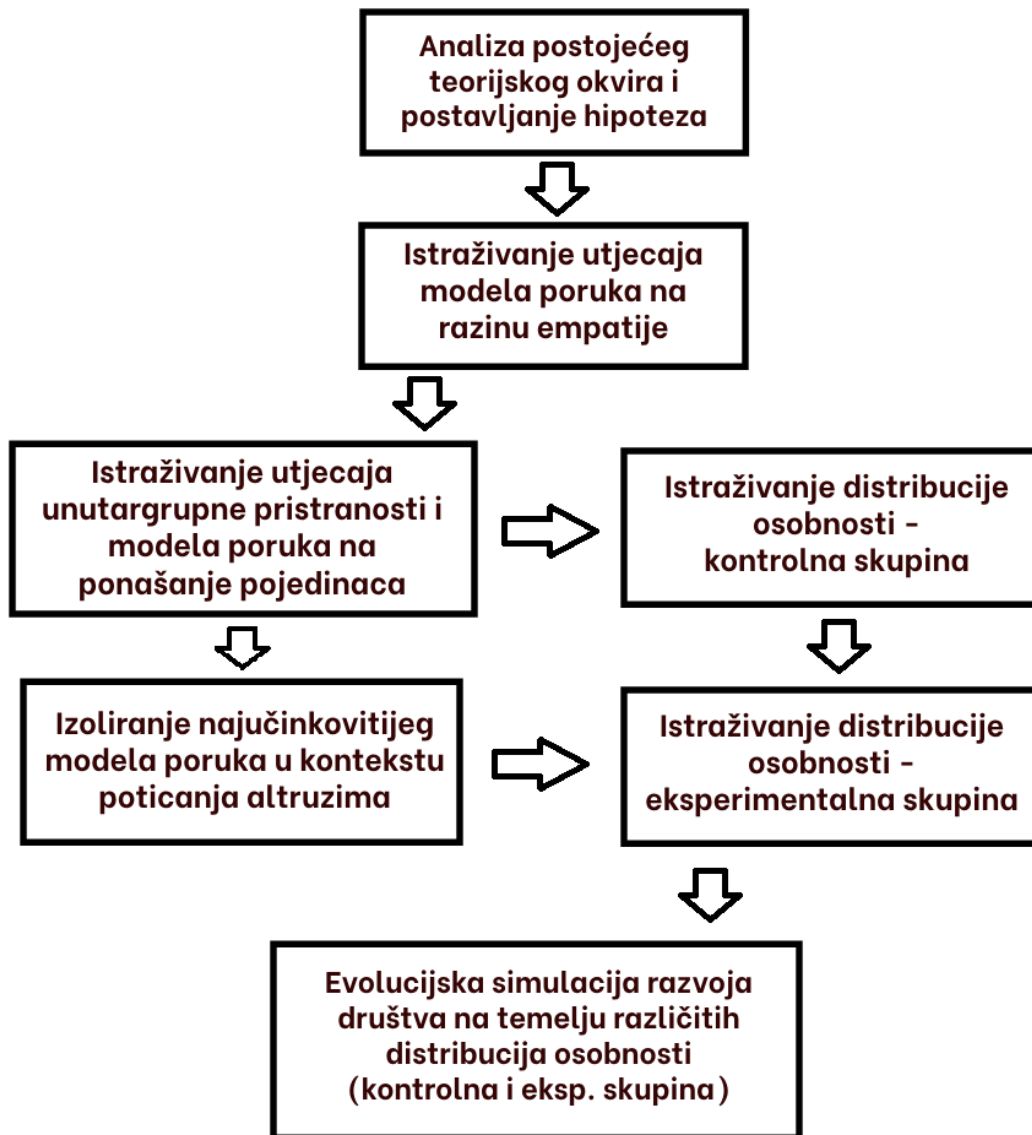 Analiza postojećeg
teorijskog okvira i
postavljanje hipoteza
Istraživanje utjecaja
modela poruka na
razinu empatije
Istraživanje utjecaja
unutargrupne pristranosti i
modela poruka na
ponašanje pojedinaca
Istraživanje distribucije
osobnosti –
kontrolna skupina
Izoliranje najučinkovitijeg
modela poruka u kontekstu
poticanja altruzima
Istraživanje distribucije
osobnosti –
eksperimentalna skupina
Evolucijska simulacija razvoja
društva na temelju različitih
distribucija osobnosti
(kontrolna i eksp. skupina)